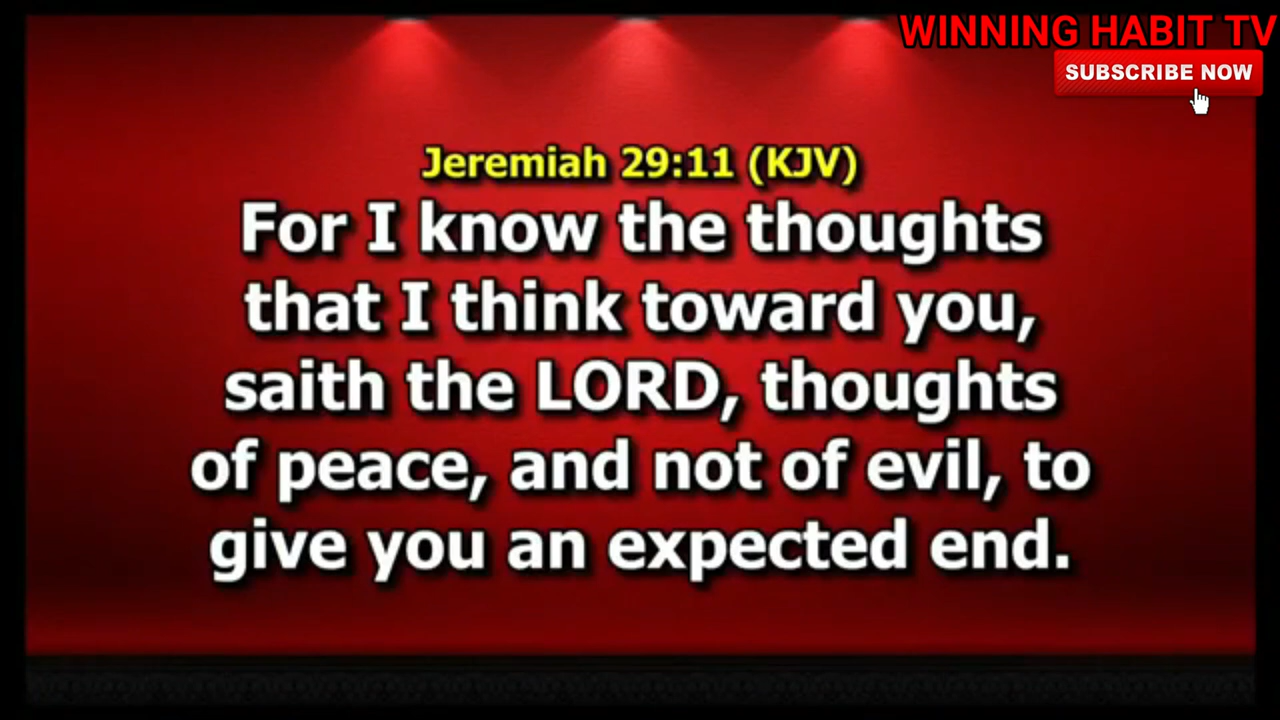 WINNING HABIT TV
SUBSCRIBE NOW
Jeremiah 29:11 (KJV)
For I know the thoughts
that I think toward you,
saith the LORD, thoughts
of peace, and not of evil, to
give you an expected end.